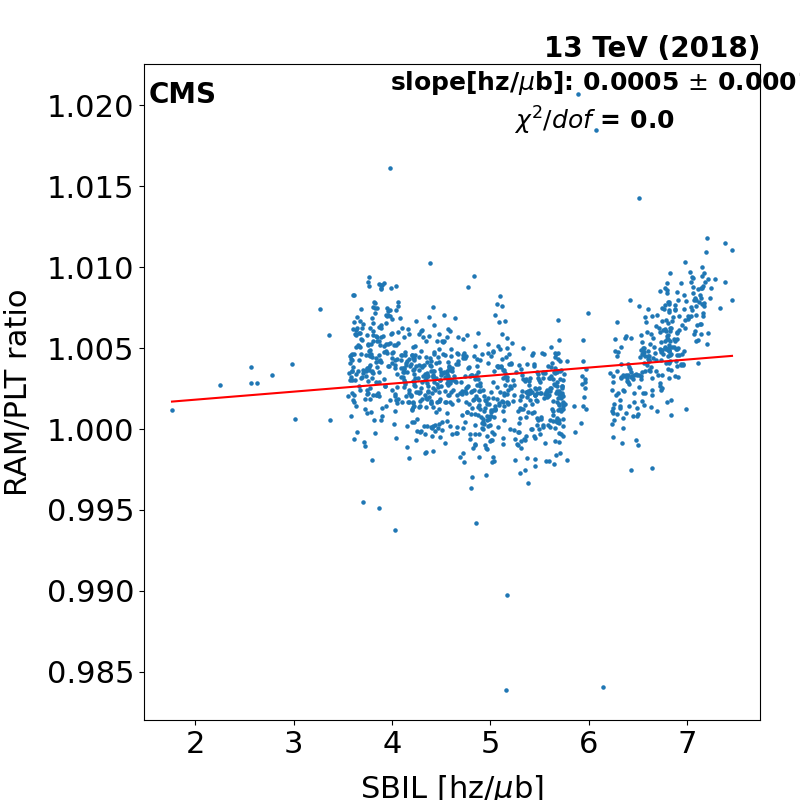 13 TeV (2018)
CMS
slope[hz/μb]: 0.0005 ± 0.000
χ²/dof = 0.0
1.020
1.015
1.010
1.005
1.000
0.995
0.990
0.985
RAM/PLT ratio
2 3 4 5 6 7
SBIL [hz/μb]